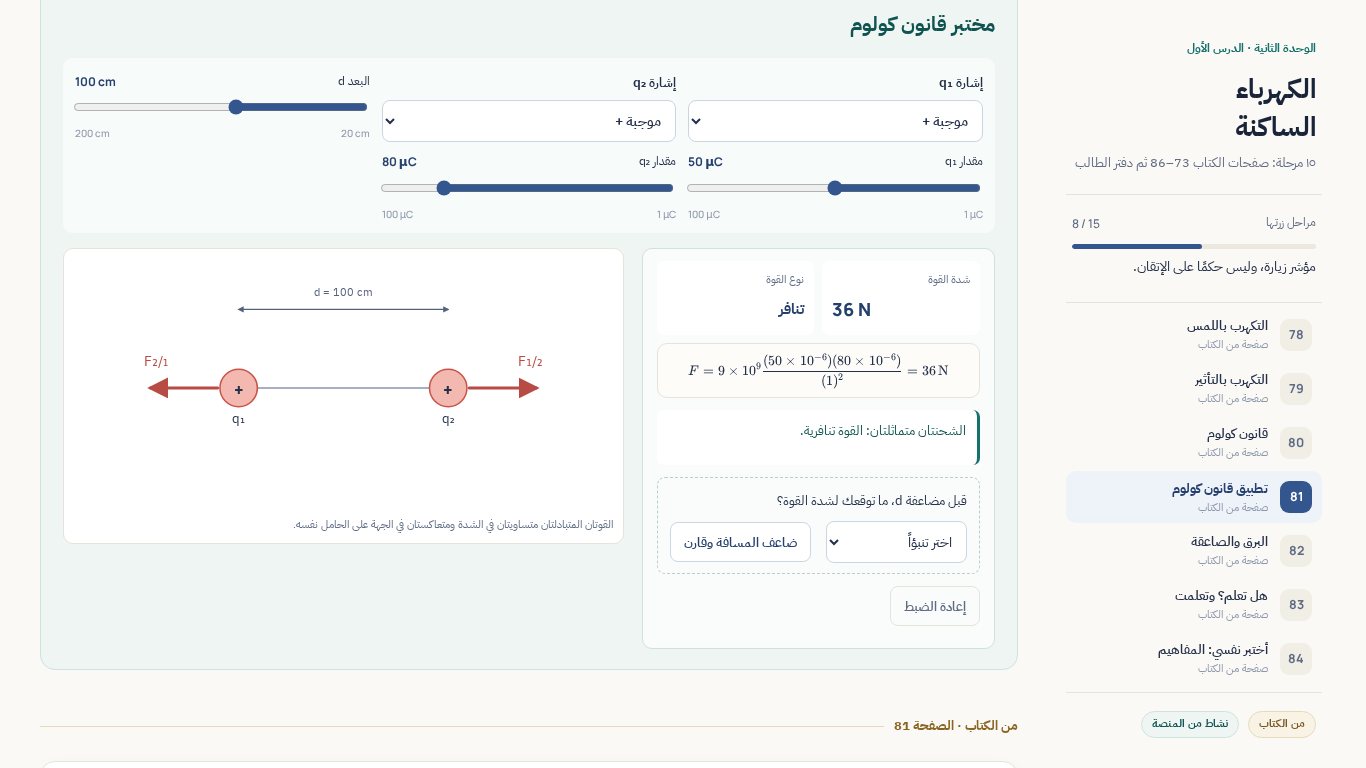 الوحدة الثانية · الدرس الأول
الكهرباء
الساكنة
١٥ مرحلة: صفحات الكتاب 73–86 ثم دفتر الطالب
مراحل زرتها
8 / 15
مؤشر زيارة، وليس حكمًا على الإتقان.
78
التكهرب باللمس
صفحة من الكتاب
79
التكهرب بالتأثير
صفحة من الكتاب
80
قانون كولوم
صفحة من الكتاب
81
تطبيق قانون كولوم
صفحة من الكتاب
82
البرق والصاعقة
صفحة من الكتاب
83
هل تعلم؟ وتعلمت
صفحة من الكتاب
84
أختبر نفسي: المفاهيم
صفحة من الكتاب
من الكتاب
نشاط من المنصة
مختبر قانون كولوم
إشارة q₁
موجبة +
إشارة q₂
موجبة +
البعد d
100 cm
20 cm
200 cm
مقدار q₁
50 µC
1 µC
100 µC
مقدار q₂
80 µC
1 µC
100 µC
شدة القوة
36 N
نوع القوة
تنافر
F = 9 × 10⁹ (50 × 10⁻⁶)(80 × 10⁻⁶) / (1)² = 36 N
الشحنتان متماثلتان: القوة تنافرية.
قبل مضاعفة d، ما توقعك لشدة القوة؟
اختر تنبؤاً
ضاعف المسافة وقارن
إعادة الضبط
d = 100 cm
F₂/₁
F₁/₂
+
+
q₁
q₂
القوتان المتبادلتان متساويتان في الشدة ومتعاكستان في الجهة على الحامل نفسه.
من الكتاب · الصفحة 81